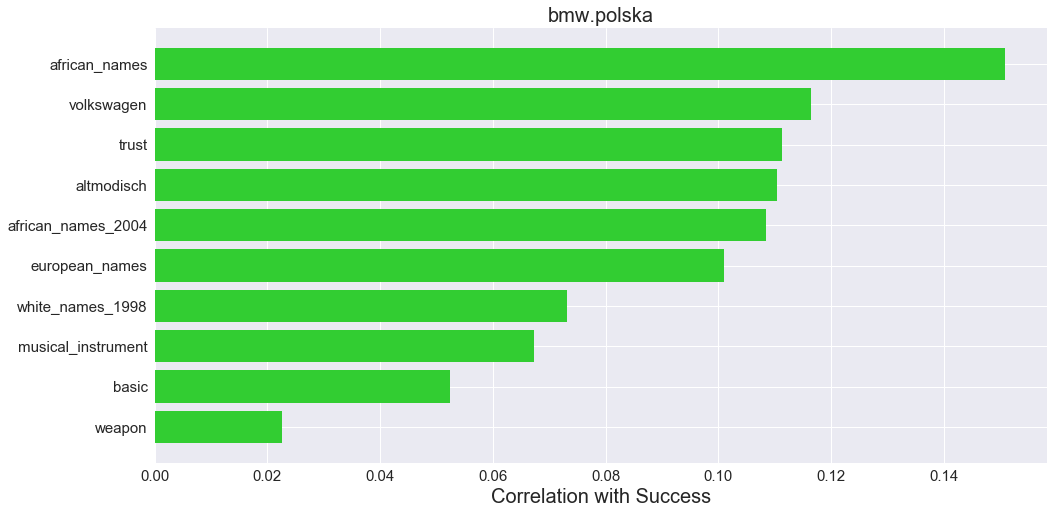 bmw.polska
african_names
volkswagen
trust
altmodisch
african_names_2004
european_names
white_names_1998
musical_instrument
basic
weapon
0.00 0.02 0.04 0.06 0.08 0.10 0.12 0.14
Correlation with Success